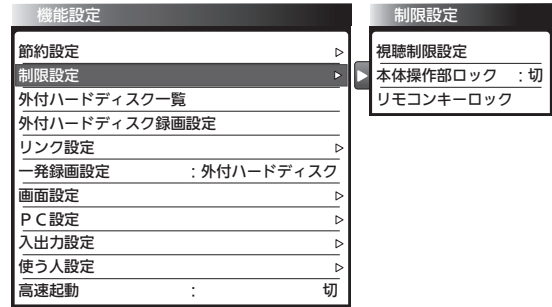 機能設定
節約設定
制限設定
外付ハードディスク一覧
外付ハードディスク録画設定
リンク設定
一発録画設定 :外付ハードディスク
画面設定
PC設定
入出力設定
使う人設定
高速起動 : 切
制限設定
視聴制限設定
本体操作部ロック :切
リモコンキーロック